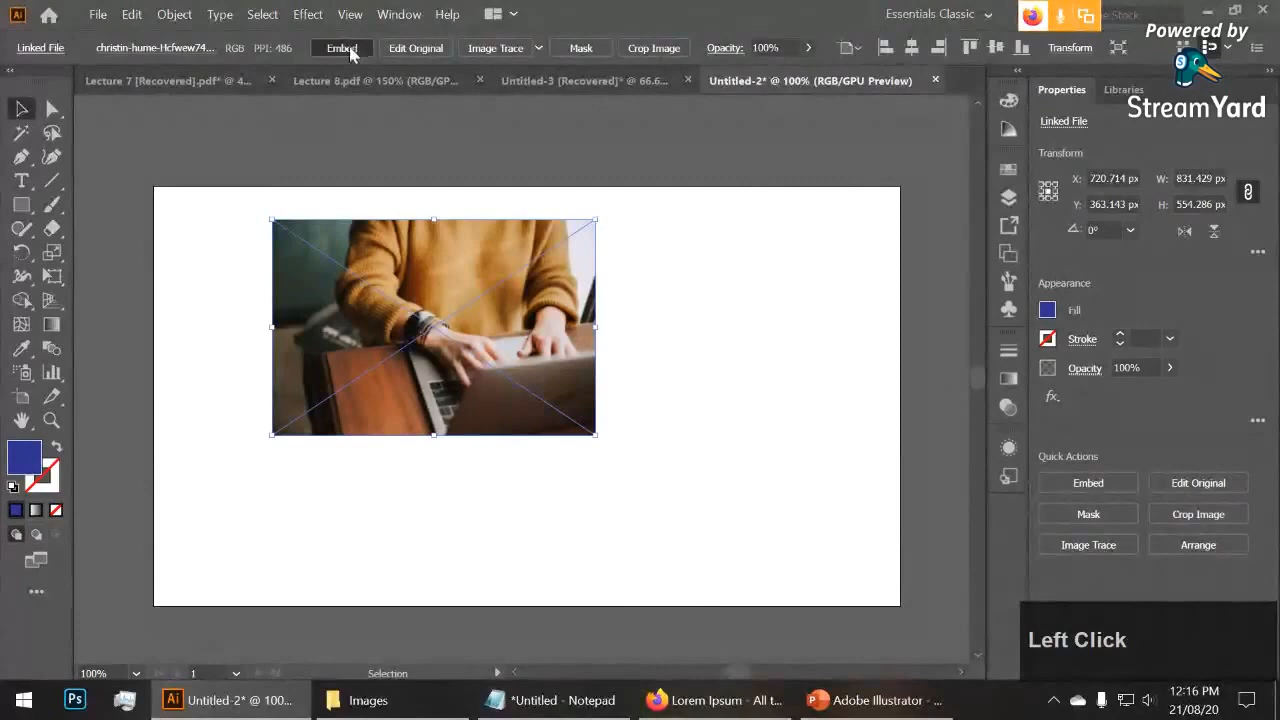 Ai File Edit Object Type Select Effect View Window Help Essentials Classic Stock
Powered by
StreamYard
Linked File christin-hume-Hcfwew74... RGB PPI: 486 Embed Edit Original Image Trace Mask Crop Image Opacity: 100% Transform
Lecture 7 [Recovered].pdf* @ 4... Lecture 8.pdf @ 150% (RGB/GP... Untitled-3 [Recovered]* @ 66.6... Untitled-2* @ 100% (RGB/GPU Preview)
Properties Libraries
Linked File
Transform
X: 720.714 px W: 831.429 px
Y: 363.143 px H: 554.286 px
0°
Appearance
Fill
Stroke
Opacity 100%
fx.
Quick Actions
Embed Edit Original
Mask Crop Image
Image Trace Arrange
Left Click
100% 1 Selection
Ps Ai Untitled-2* @ 100... Images *Untitled - Notepad Lorem Ipsum - All t... Adobe Illustrator - ... 12:16 PM
21/08/20